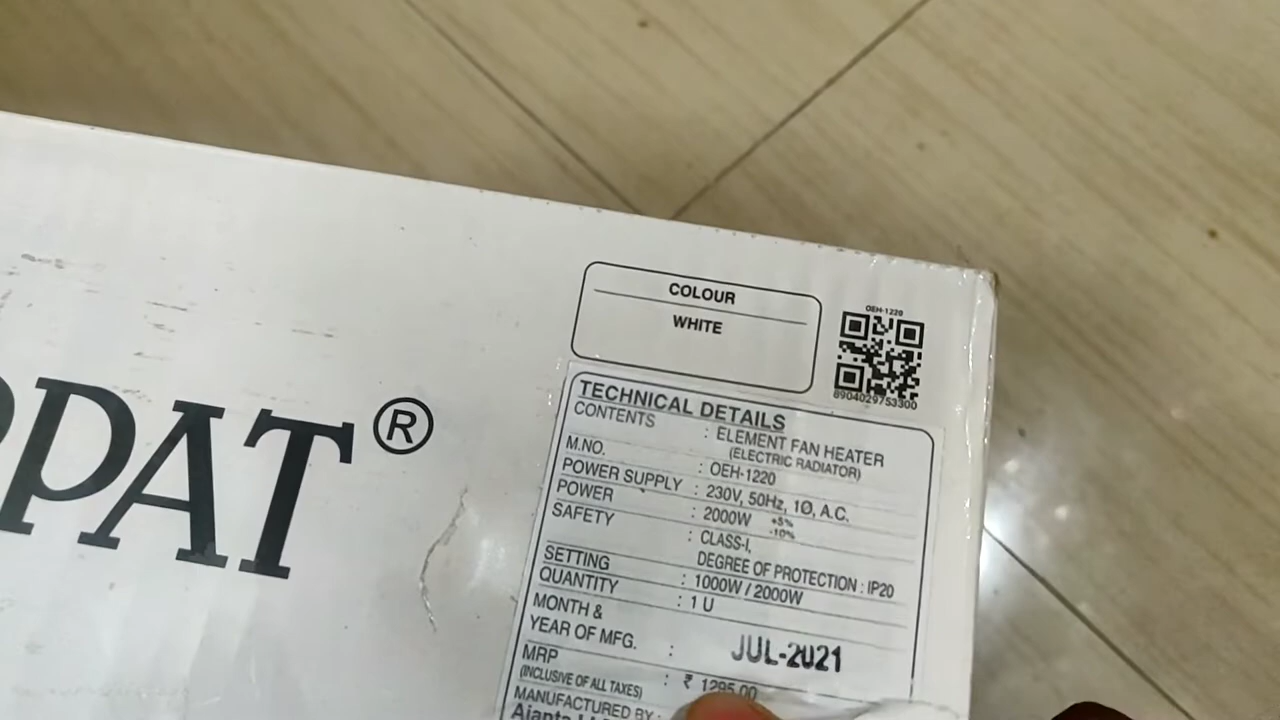 PAT®
COLOUR
WHITE
OEH-1220
8904029753300
TECHNICAL DETAILS
CONTENTS : ELEMENT FAN HEATER
(ELECTRIC RADIATOR)
M.NO. : OEH-1220
POWER SUPPLY : 230V, 50Hz, 1Ø, A.C.
POWER : 2000W +5% -10%
SAFETY : CLASS-I,
DEGREE OF PROTECTION : IP20
SETTING : 1000W / 2000W
QUANTITY : 1 U
MONTH &
YEAR OF MFG. : JUL-2021
MRP : ₹ 1295.00
(INCLUSIVE OF ALL TAXES)
MANUFACTURED BY :
Ajanta